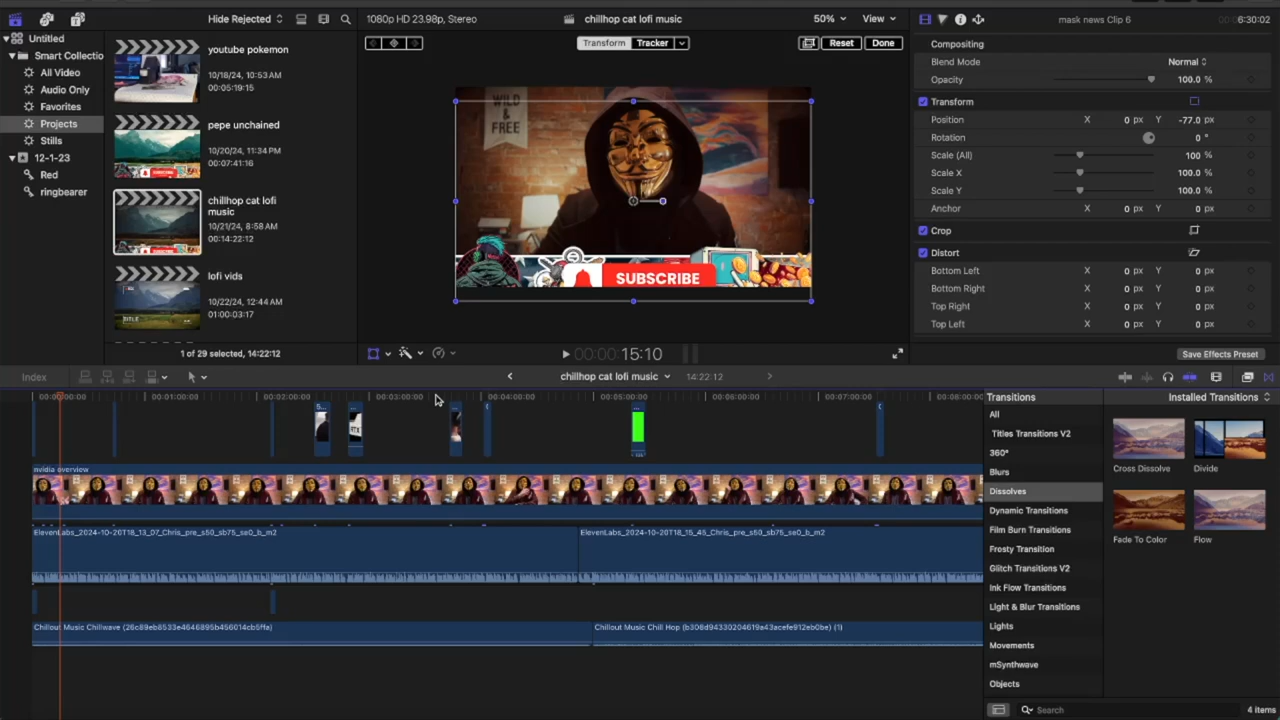 Hide Rejected
1080p HD 23.98p, Stereo
chillhop cat lofi music
50%
View
mask news Clip 6
6:30:02
Untitled
Smart Collectio
All Video
Audio Only
Favorites
Projects
Stills
12-1-23
Red
ringbearer
youtube pokemon
10/18/24, 10:53 AM
00:05:19:15
pepe unchained
10/20/24, 11:34 PM
00:07:41:16
chillhop cat lofi
music
10/21/24, 8:58 AM
00:14:22:12
lofi vids
10/22/24, 12:44 AM
01:00:03:17
TITLE
1 of 29 selected, 14:22:12
Transform
Tracker
Reset
Done
WILD
&
FREE
SUBSCRIBE
00:00:15:10
Compositing
Blend Mode Normal
Opacity 100.0 %
Transform
Position X 0 px Y -77.0 px
Rotation 0 °
Scale (All) 100 %
Scale X 100.0 %
Scale Y 100.0 %
Anchor X 0 px Y 0 px
Crop
Distort
Bottom Left X 0 px Y 0 px
Bottom Right X 0 px Y 0 px
Top Right X 0 px Y 0 px
Top Left X 0 px Y 0 px
Save Effects Preset
Index
chillhop cat lofi music
14:22:12
00:00:00:00 00:01:00:00 00:02:00:00 00:03:00:00 00:04:00:00 00:05:00:00 00:06:00:00 00:07:00:00 00:08:00:00
S...
nvidia overview
ElevenLabs_2024-10-20T18_13_07_Chris_pre_s50_sb75_se0_b_m2
ElevenLabs_2024-10-20T18_15_45_Chris_pre_s50_sb75_se0_b_m2
Chillout Music Chillwave (26c89eb8533e4646895b456014cb5ffa)
Chillout Music Chill Hop (b306d94330204619a43acefe912eb0be) (1)
Transitions
Installed Transitions
All
Titles Transitions V2
360°
Blurs
Dissolves
Dynamic Transitions
Film Burn Transitions
Frosty Transition
Glitch Transitions V2
Ink Flow Transitions
Light & Blur Transitions
Lights
Movements
mSynthwave
Objects
Cross Dissolve
Divide
Fade To Color
Flow
Search
4 items